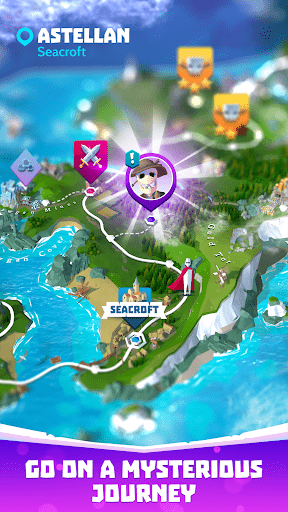 ASTELLAN
Seacroft
SEACROFT
GO ON A MYSTERIOUS
JOURNEY